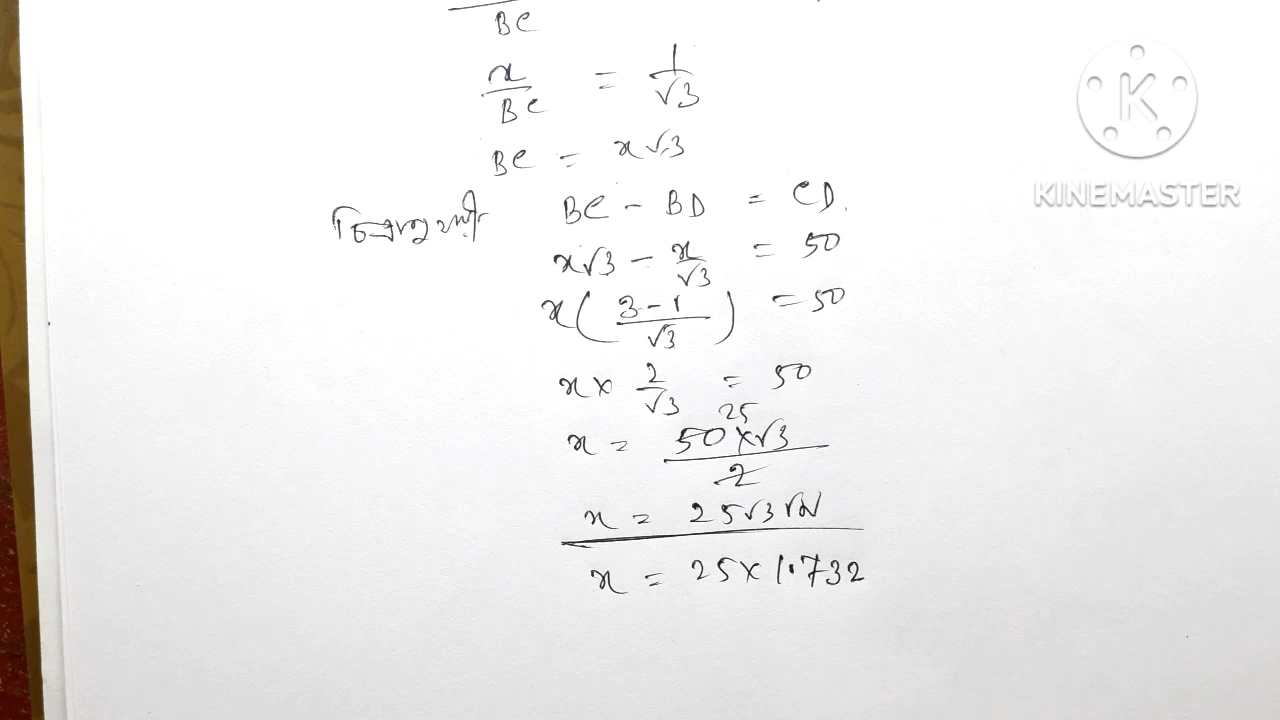 BC
x/BC = 1/√3
BC = x√3
চিত্রানুযায়ী BC - BD = CD.
x√3 - x/√3 = 50
x(3-1/√3) = 50
x × 2/√3 = 50
25
x = 50×√3/2
x = 25√3
x = 25×1.732
K
KINEMASTER